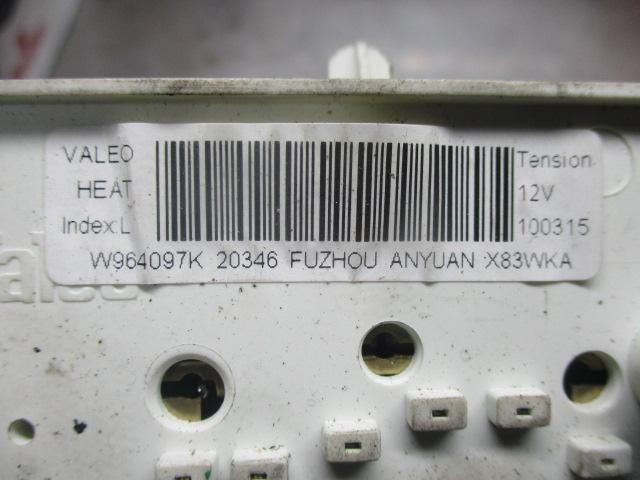 VALEO Tension
HEAT 12V
Index:L 100315
W964097K 20346 FUZHOU ANYUAN X83WKA